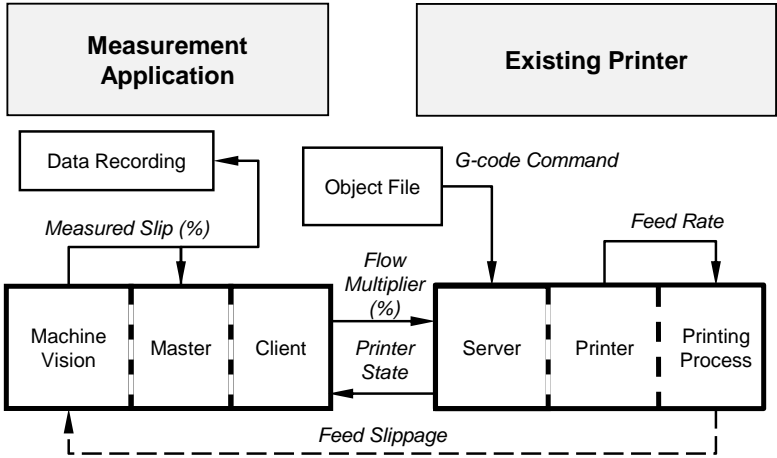 Measurement
Application
Existing Printer
Data Recording
Object File
G-code Command
Measured Slip (%)
Flow
Multiplier
(%)
Feed Rate
Machine
Vision
Master
Client
Printer
State
Server
Printer
Printing
Process
Feed Slippage